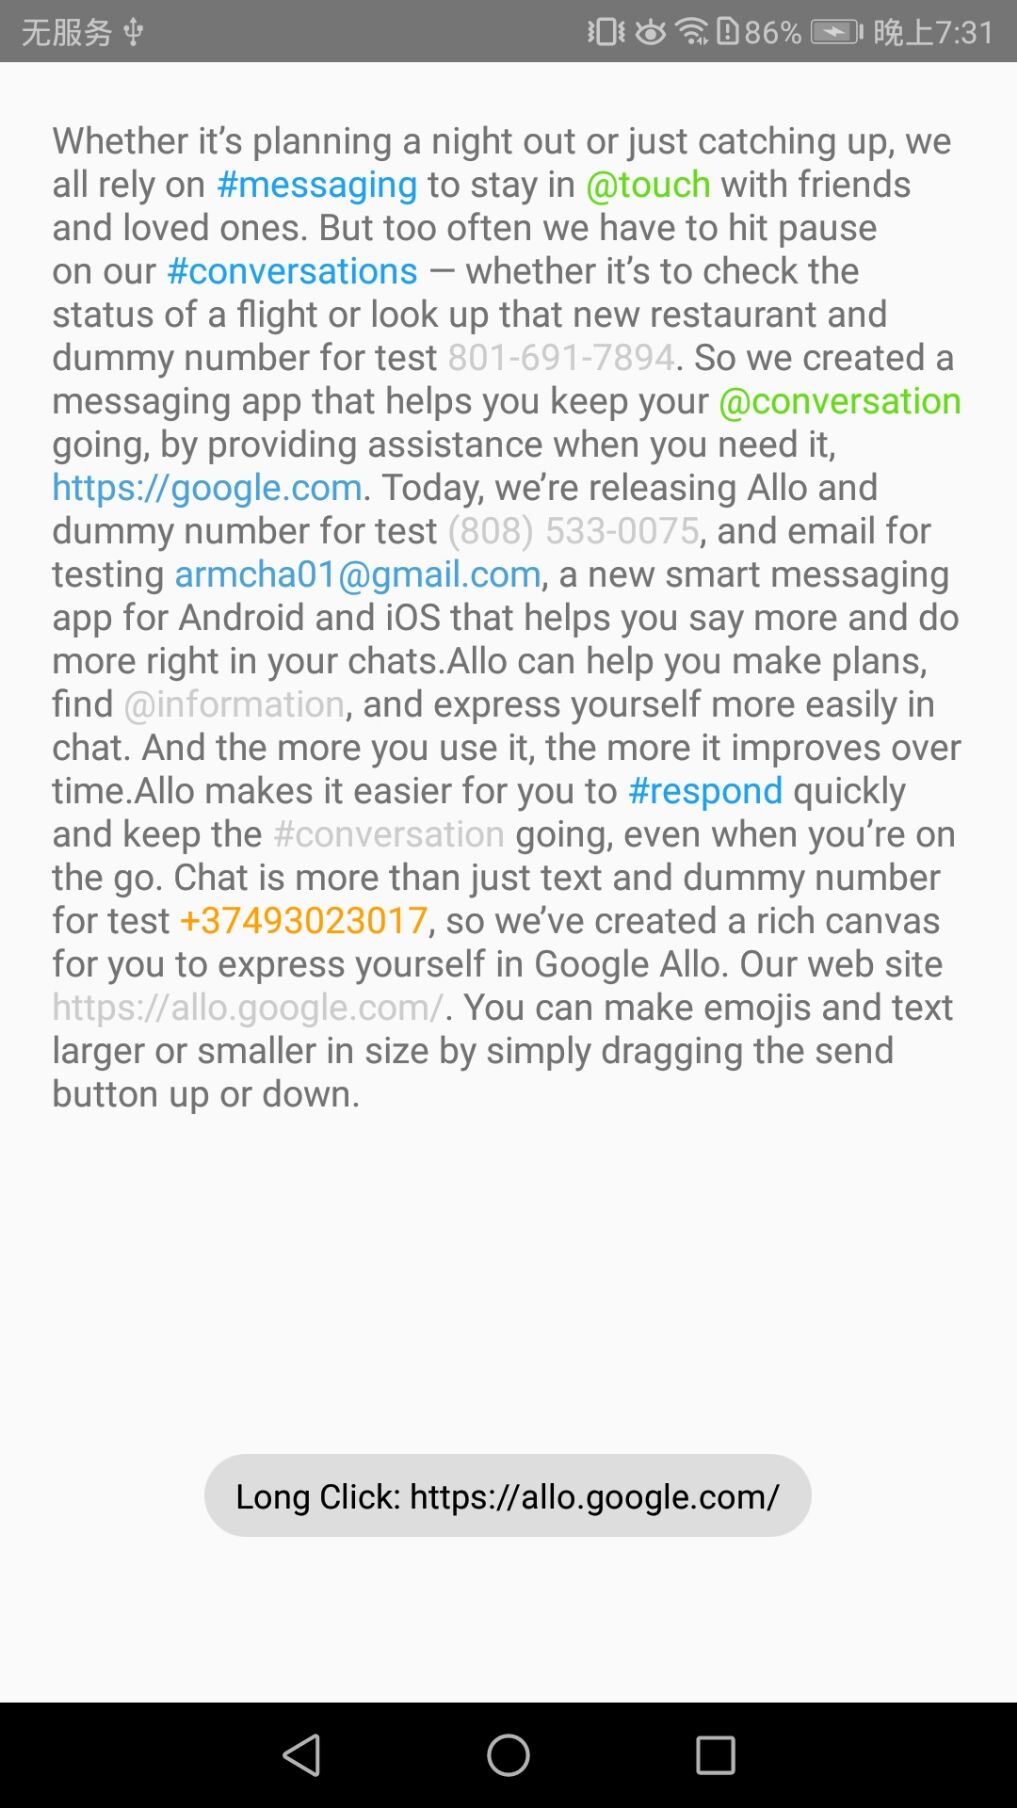 无服务 86% 晚上7:31
Whether it’s planning a night out or just catching up, we
all rely on #messaging to stay in @touch with friends
and loved ones. But too often we have to hit pause
on our #conversations — whether it’s to check the
status of a flight or look up that new restaurant and
dummy number for test 801-691-7894. So we created a
messaging app that helps you keep your @conversation
going, by providing assistance when you need it,
https://google.com. Today, we’re releasing Allo and
dummy number for test (808) 533-0075, and email for
testing armcha01@gmail.com, a new smart messaging
app for Android and iOS that helps you say more and do
more right in your chats.Allo can help you make plans,
find @information, and express yourself more easily in
chat. And the more you use it, the more it improves over
time.Allo makes it easier for you to #respond quickly
and keep the #conversation going, even when you’re on
the go. Chat is more than just text and dummy number
for test +37493023017, so we’ve created a rich canvas
for you to express yourself in Google Allo. Our web site
https://allo.google.com/. You can make emojis and text
larger or smaller in size by simply dragging the send
button up or down.
Long Click: https://allo.google.com/